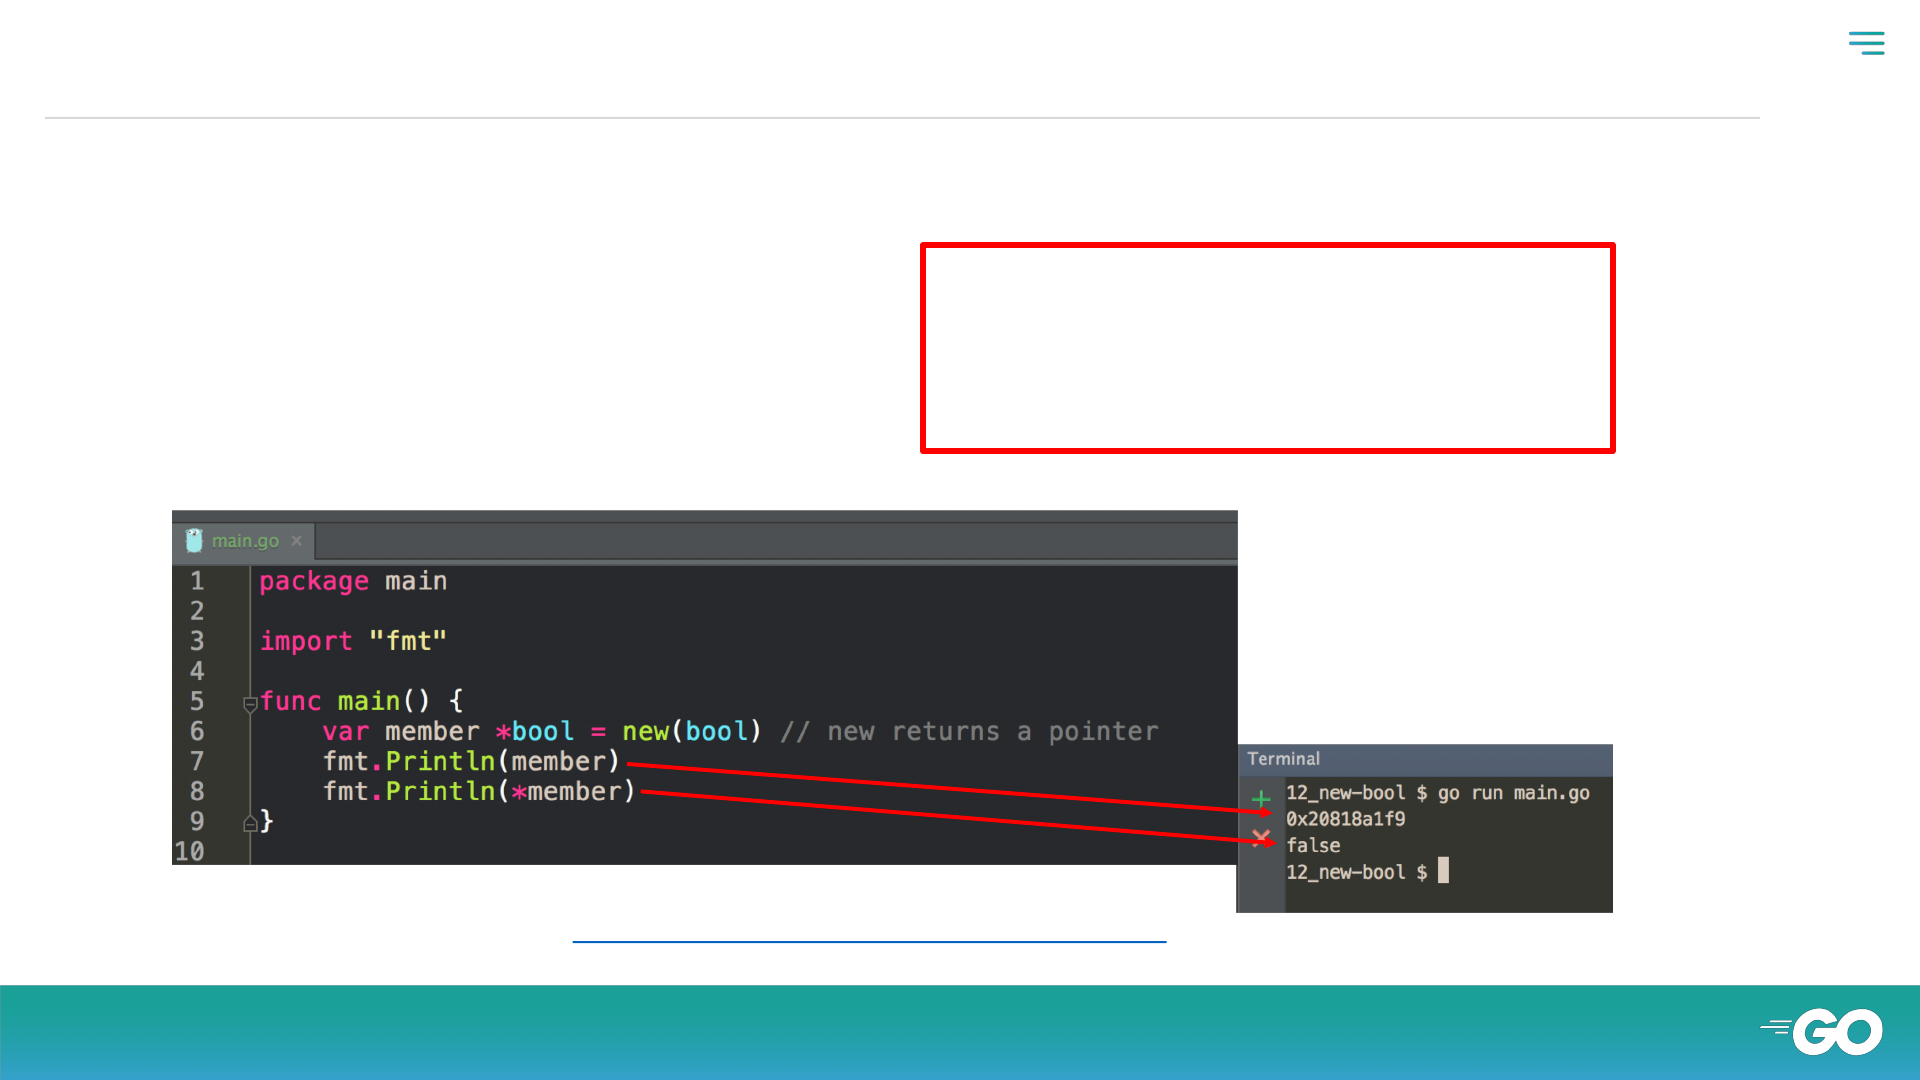 main.go ×
1 package main
2
3 import "fmt"
4
5 func main() {
6 var member *bool = new(bool) // new returns a pointer
7 fmt.Println(member)
8 fmt.Println(*member)
9 }
10
Terminal
12_new-bool $ go run main.go
0x20818a1f9
false
12_new-bool $
GO